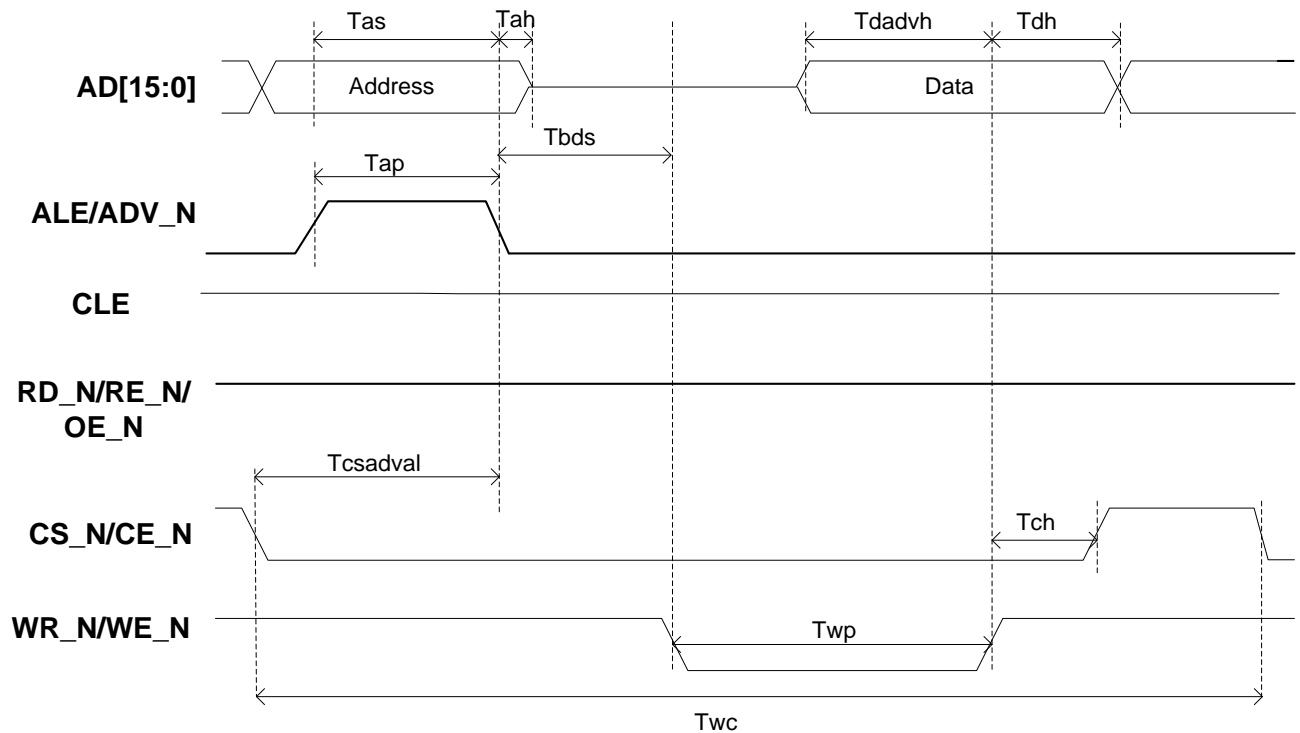 Tas
Tah
Tdadvh
Tdh
AD[15:0]
Address
Data
Tbds
Tap
ALE/ADV_N
CLE
RD_N/RE_N/
OE_N
Tcsadval
CS_N/CE_N
Tch
WR_N/WE_N
Twp
Twc